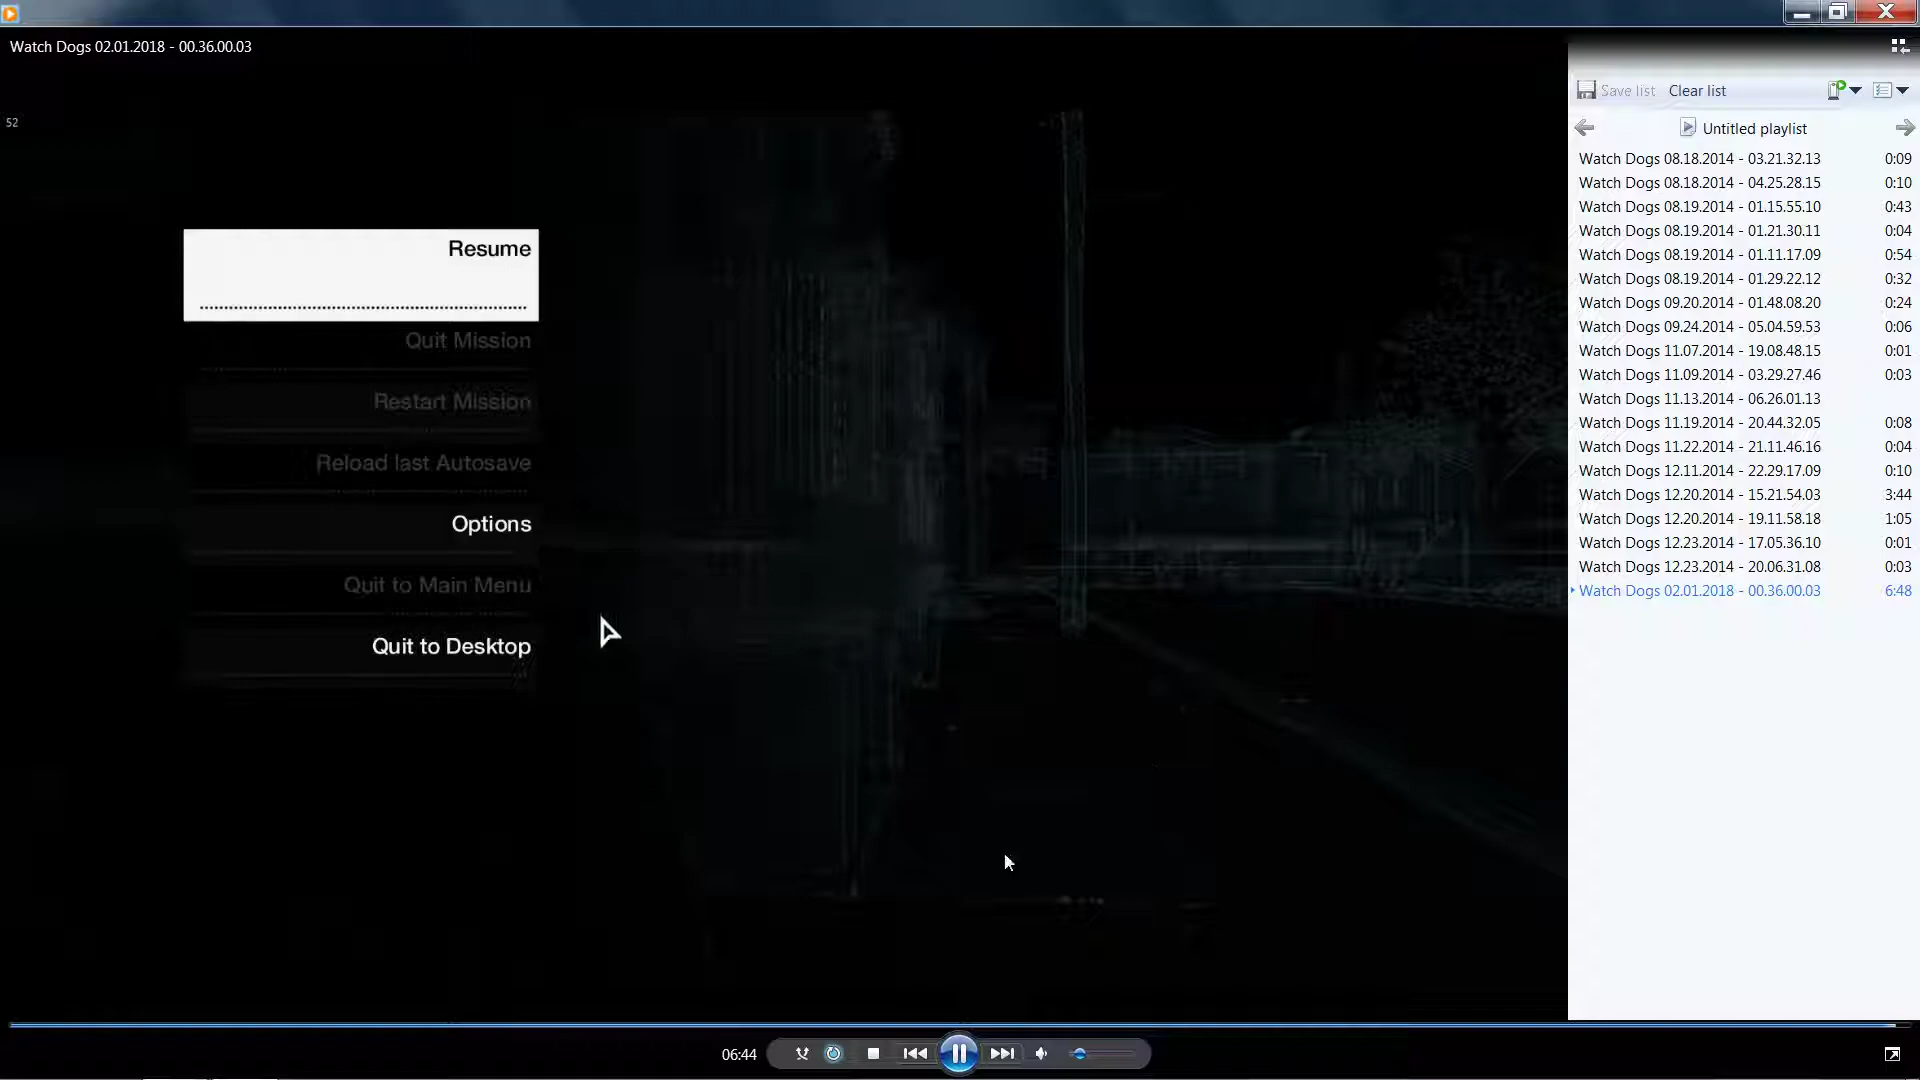 Watch Dogs 02.01.2018 - 00.36.00.03
52
Resume
Quit Mission
Restart Mission
Reload last Autosave
Options
Quit to Main Menu
Quit to Desktop
Save list Clear list
Untitled playlist
Watch Dogs 08.18.2014 - 03.21.32.13 0:09
Watch Dogs 08.18.2014 - 04.25.28.15 0:10
Watch Dogs 08.19.2014 - 01.15.55.10 0:43
Watch Dogs 08.19.2014 - 01.21.30.11 0:04
Watch Dogs 08.19.2014 - 01.11.17.09 0:54
Watch Dogs 08.19.2014 - 01.29.22.12 0:32
Watch Dogs 09.20.2014 - 01.48.08.20 0:24
Watch Dogs 09.24.2014 - 05.04.59.53 0:06
Watch Dogs 11.07.2014 - 19.08.48.15 0:01
Watch Dogs 11.09.2014 - 03.29.27.46 0:03
Watch Dogs 11.13.2014 - 06.26.01.13
Watch Dogs 11.19.2014 - 20.44.32.05 0:08
Watch Dogs 11.22.2014 - 21.11.46.16 0:04
Watch Dogs 12.11.2014 - 22.29.17.09 0:10
Watch Dogs 12.20.2014 - 15.21.54.03 3:44
Watch Dogs 12.20.2014 - 19.11.58.18 1:05
Watch Dogs 12.23.2014 - 17.05.36.10 0:01
Watch Dogs 12.23.2014 - 20.06.31.08 0:03
Watch Dogs 02.01.2018 - 00.36.00.03 6:48
06:44